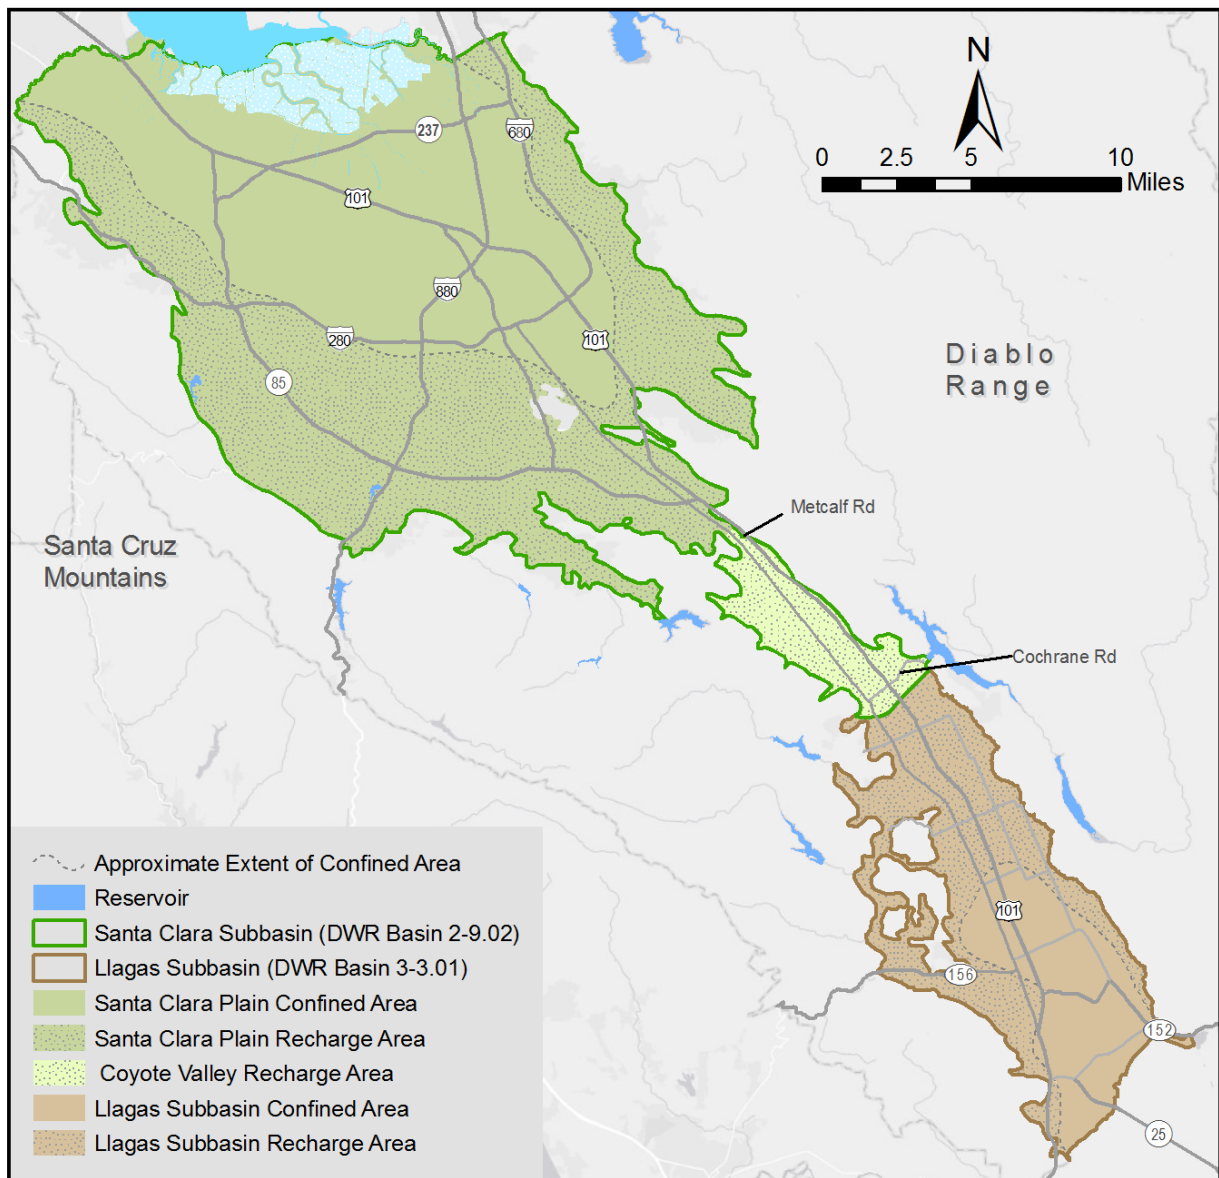 N
0 2.5 5 10
Miles
237
680
101
880
280
101
85
Diablo
Range
Metcalf Rd
Santa Cruz
Mountains
Cochrane Rd
101
156
152
25
Approximate Extent of Confined Area
Reservoir
Santa Clara Subbasin (DWR Basin 2-9.02)
Llagas Subbasin (DWR Basin 3-3.01)
Santa Clara Plain Confined Area
Santa Clara Plain Recharge Area
Coyote Valley Recharge Area
Llagas Subbasin Confined Area
Llagas Subbasin Recharge Area